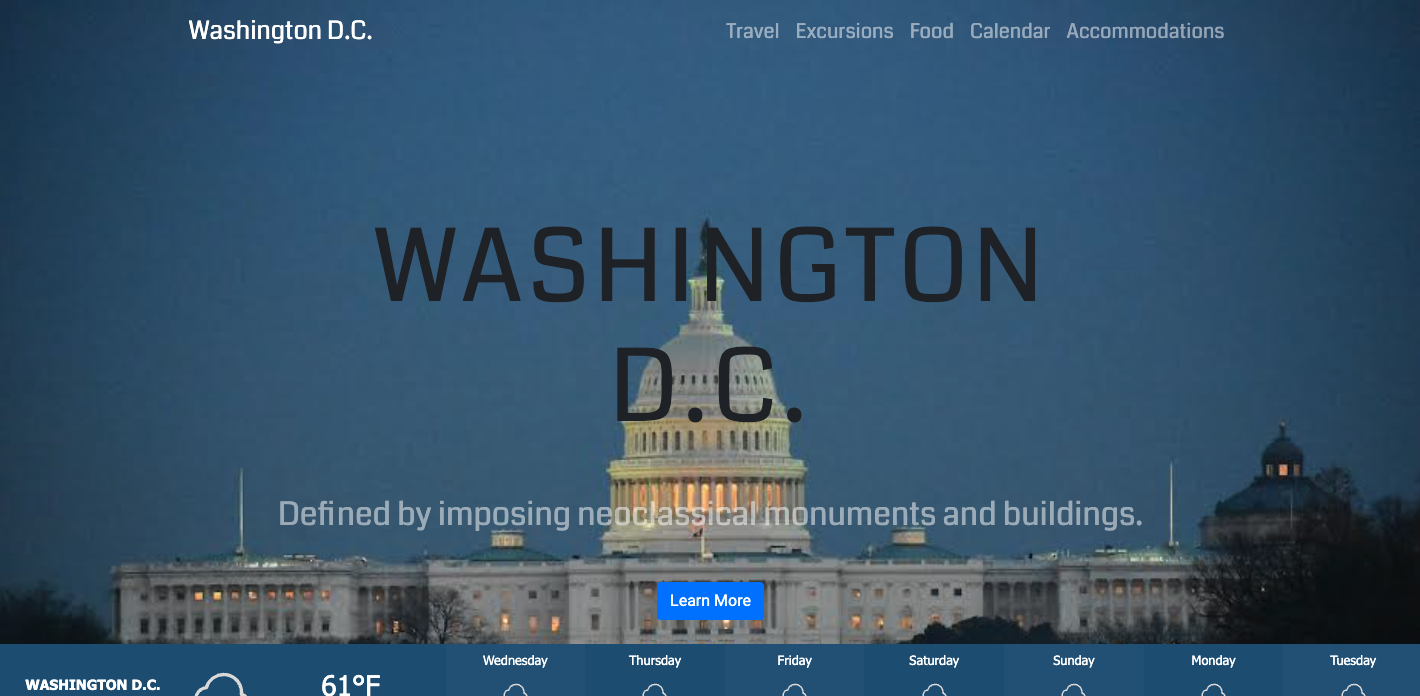 Washington D.C. Travel Excursions Food Calendar Accommodations
WASHINGTON
D.C.
Defined by imposing neoclassical monuments and buildings.
Learn More
Wednesday Thursday Friday Saturday Sunday Monday Tuesday
WASHINGTON D.C. 61°F